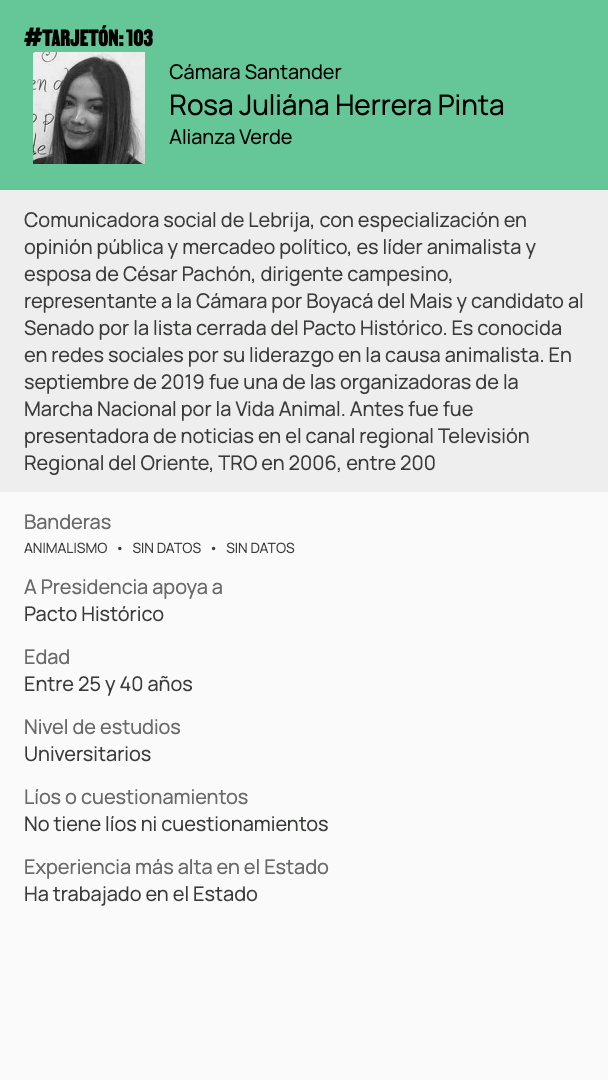 #TARJETÓN: 103
Cámara Santander
Rosa Juliána Herrera Pinta
Alianza Verde
Comunicadora social de Lebrija, con especialización en
opinión pública y mercadeo político, es líder animalista y
esposa de César Pachón, dirigente campesino,
representante a la Cámara por Boyacá del Mais y candidato al
Senado por la lista cerrada del Pacto Histórico. Es conocida
en redes sociales por su liderazgo en la causa animalista. En
septiembre de 2019 fue una de las organizadoras de la
Marcha Nacional por la Vida Animal. Antes fue fue
presentadora de noticias en el canal regional Televisión
Regional del Oriente, TRO en 2006, entre 200
Banderas
ANIMALISMO • SIN DATOS • SIN DATOS
A Presidencia apoya a
Pacto Histórico
Edad
Entre 25 y 40 años
Nivel de estudios
Universitarios
Líos o cuestionamientos
No tiene líos ni cuestionamientos
Experiencia más alta en el Estado
Ha trabajado en el Estado